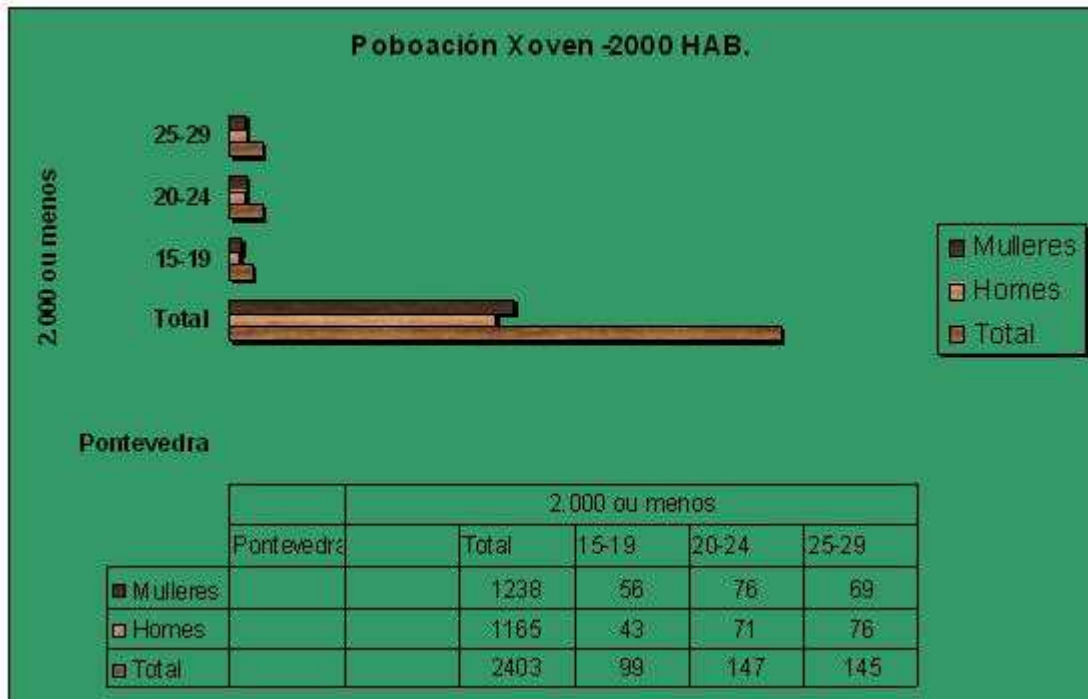 Poboación Xoven -2000 HAB.
2.000 ou menos
25-29
20-24
15-19
Total
Mulleres
Homes
Total
Pontevedra
2.000 ou menos
Pontevedra Total 15-19 20-24 25-29
Mulleres 1238 56 76 69
Homes 1165 43 71 76
Total 2403 99 147 145